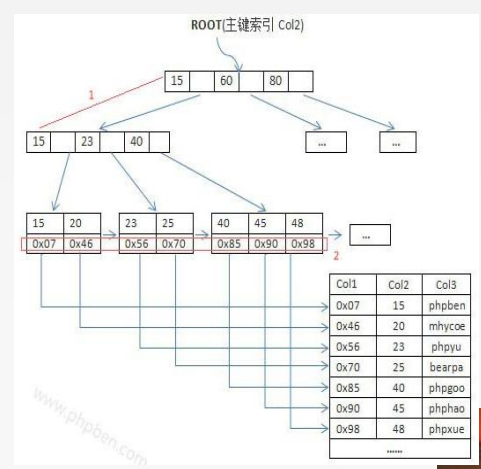 ROOT(主键索引 Col2)
15 60 80
1
15 23 40
... ...
15 20 23 25 40 45 48
0x07 0x46 0x56 0x70 0x85 0x90 0x98 ...
2
Col1 Col2 Col3
0x07 15 phpben
0x46 20 mhycoe
0x56 23 phpyu
0x70 25 bearpa
0x85 40 phpgoo
0x90 45 phphao
0x98 48 phpxue
......
www.phpben.com